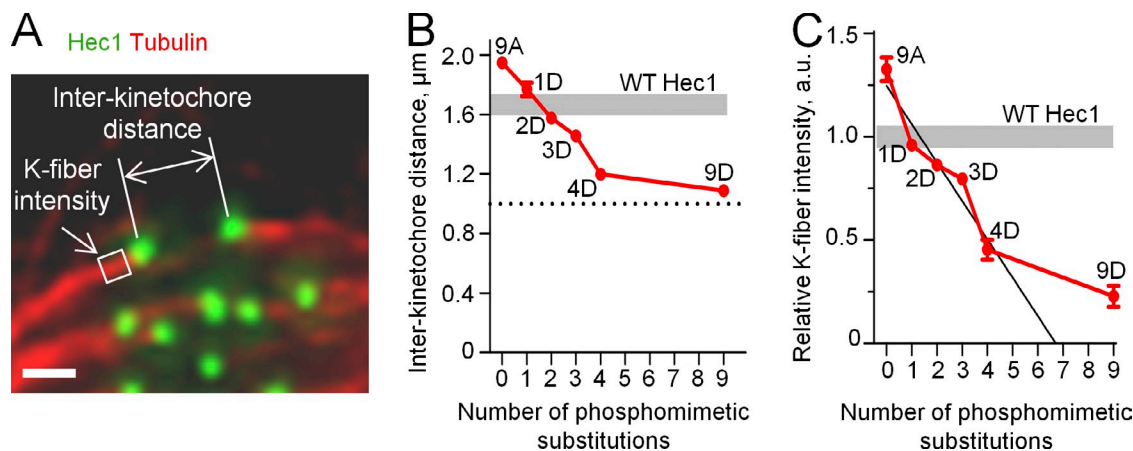 A
Hec1 Tubulin
Inter-kinetochore
distance
K-fiber
intensity
B
Inter-kinetochore distance, μm
2.0
1.6
1.2
0.8
0.4
0
9A
1D
WT Hec1
2D
3D
4D
9D
0 1 2 3 4 5 6 7 8 9
Number of phosphomimetic
substitutions
C
Relative K-fiber intensity, a.u.
1.5
1.0
0.5
0
9A
WT Hec1
1D
2D
3D
4D
9D
0 1 2 3 4 5 6 7 8 9
Number of phosphomimetic
substitutions